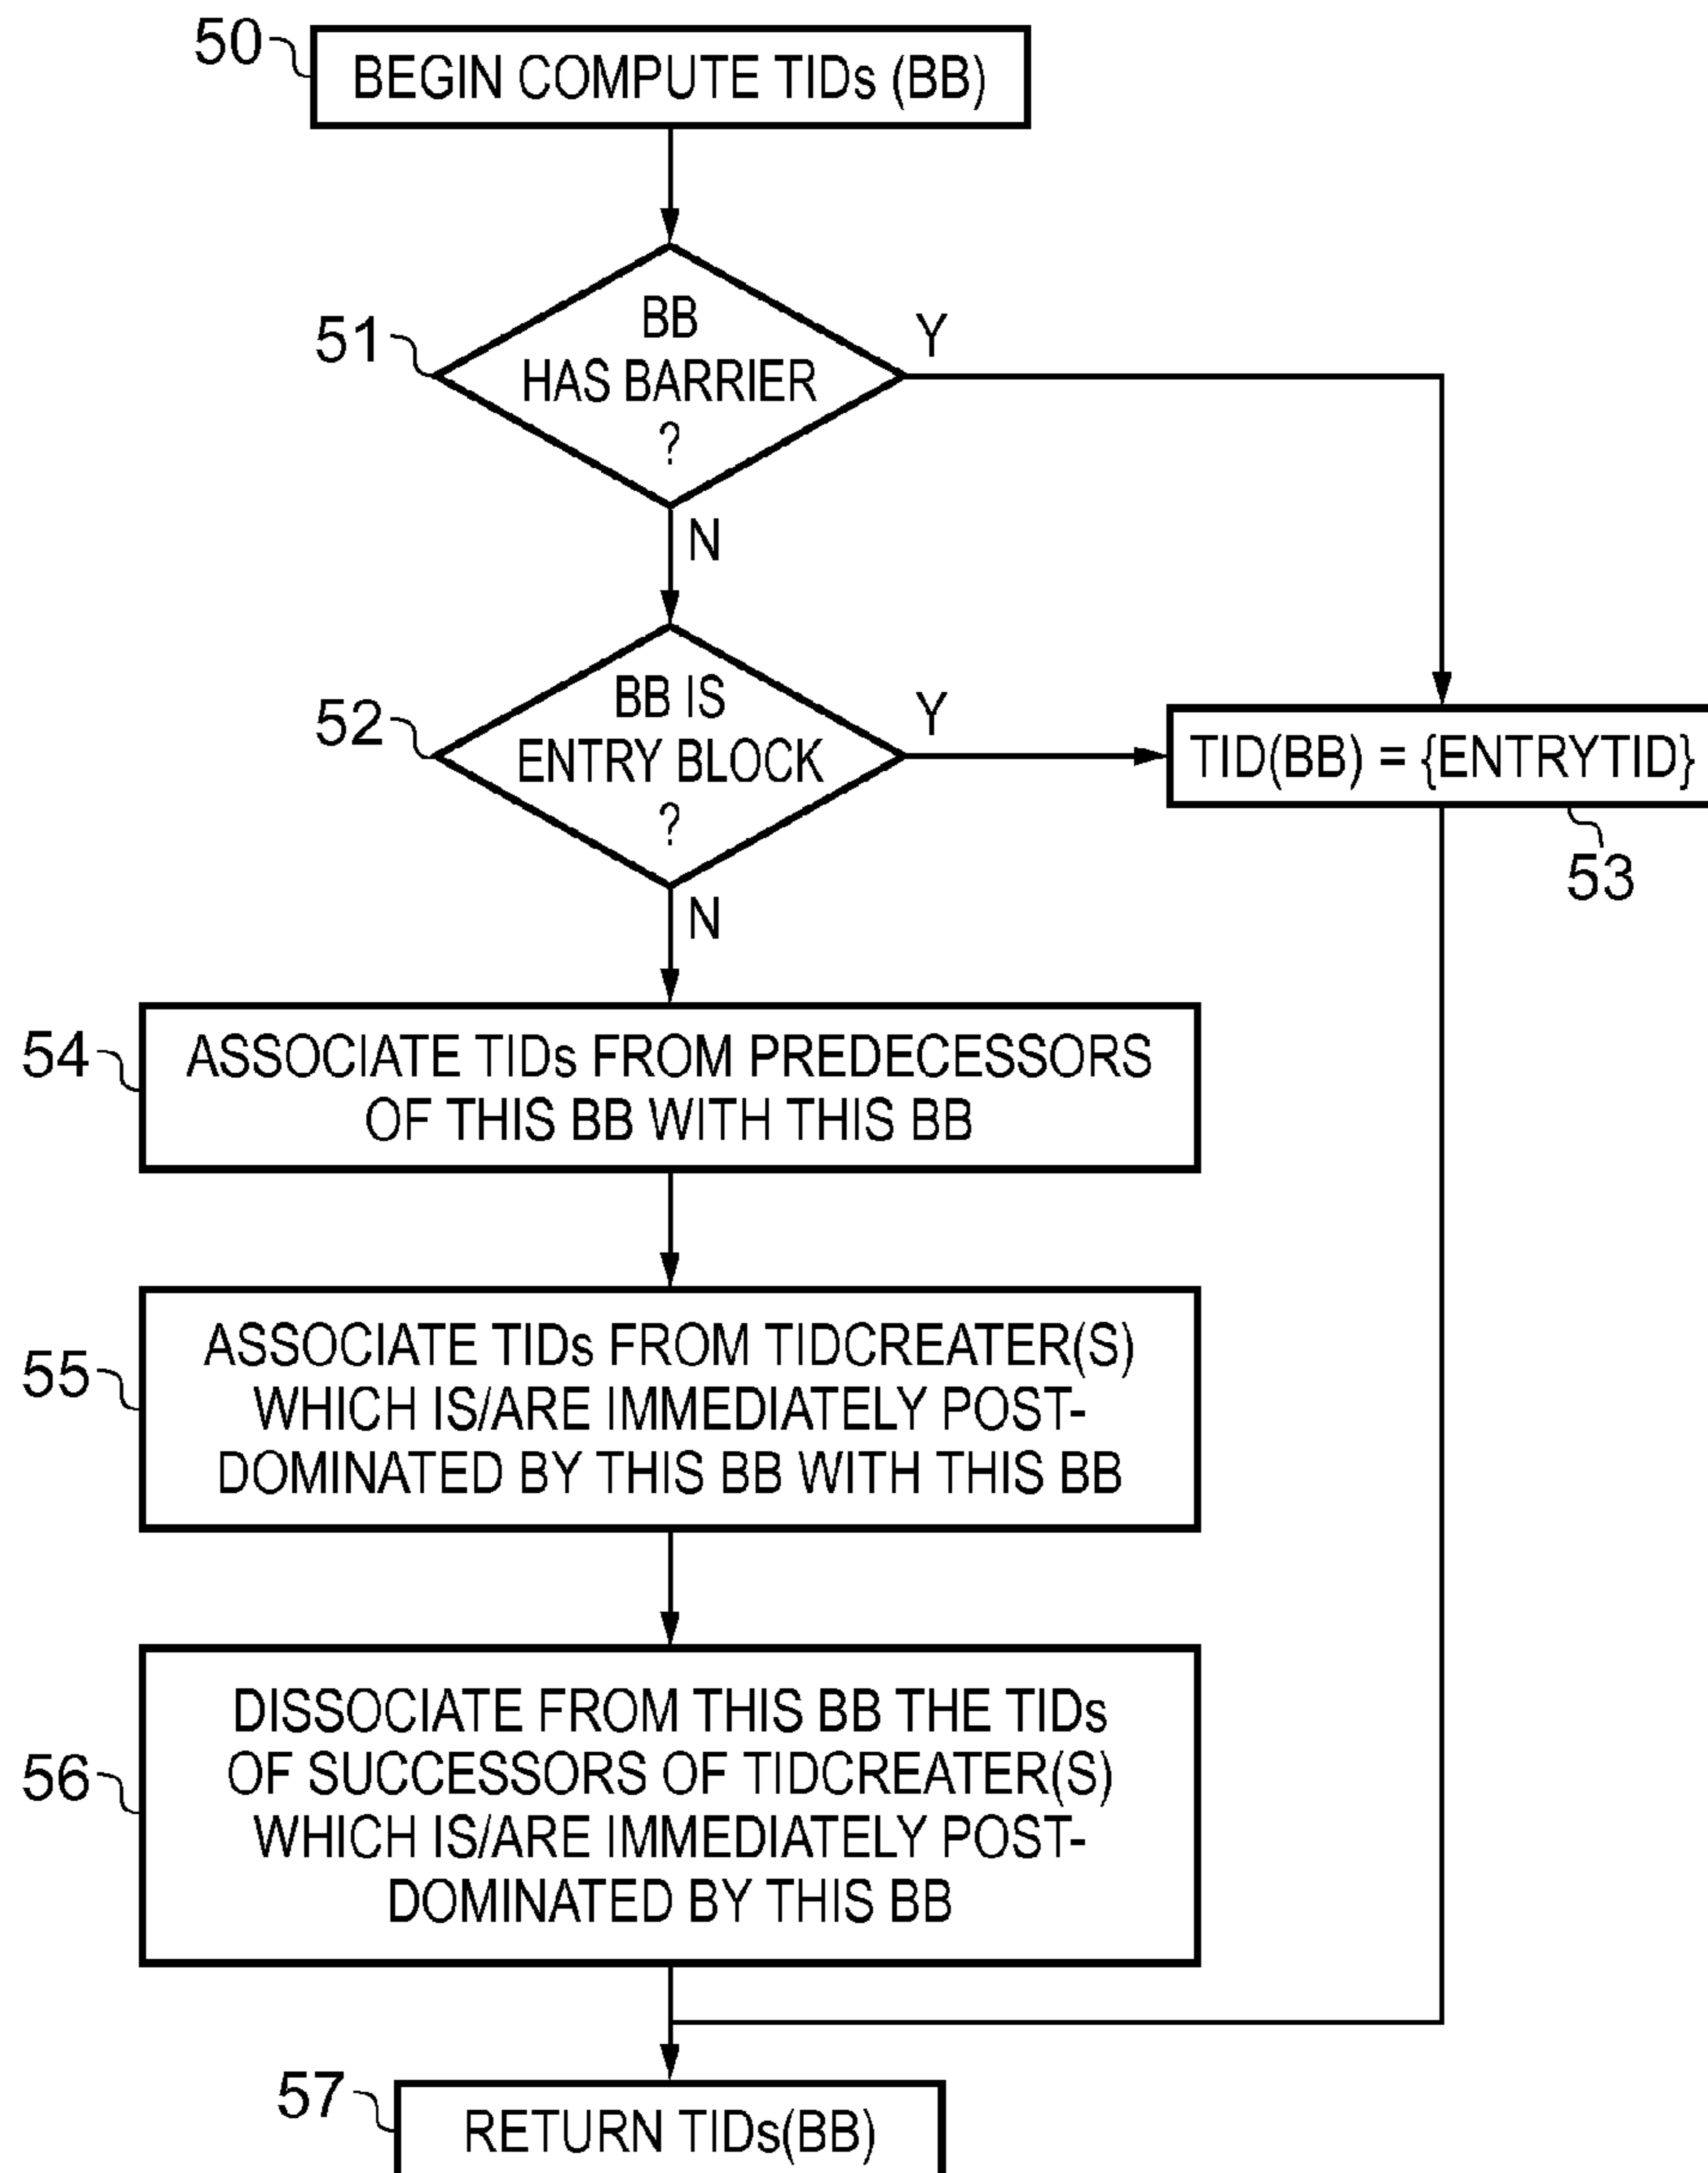 50
BEGIN COMPUTE TIDs (BB)
51
BB
HAS BARRIER
?
Y
N
52
BB IS
ENTRY BLOCK
?
Y
N
TID(BB) = {ENTRYTID}
53
54
ASSOCIATE TIDs FROM PREDECESSORS
OF THIS BB WITH THIS BB
55
ASSOCIATE TIDs FROM TIDCREATER(S)
WHICH IS/ARE IMMEDIATELY POST-
DOMINATED BY THIS BB WITH THIS BB
56
DISSOCIATE FROM THIS BB THE TIDs
OF SUCCESSORS OF TIDCREATER(S)
WHICH IS/ARE IMMEDIATELY POST-
DOMINATED BY THIS BB
57
RETURN TIDs(BB)